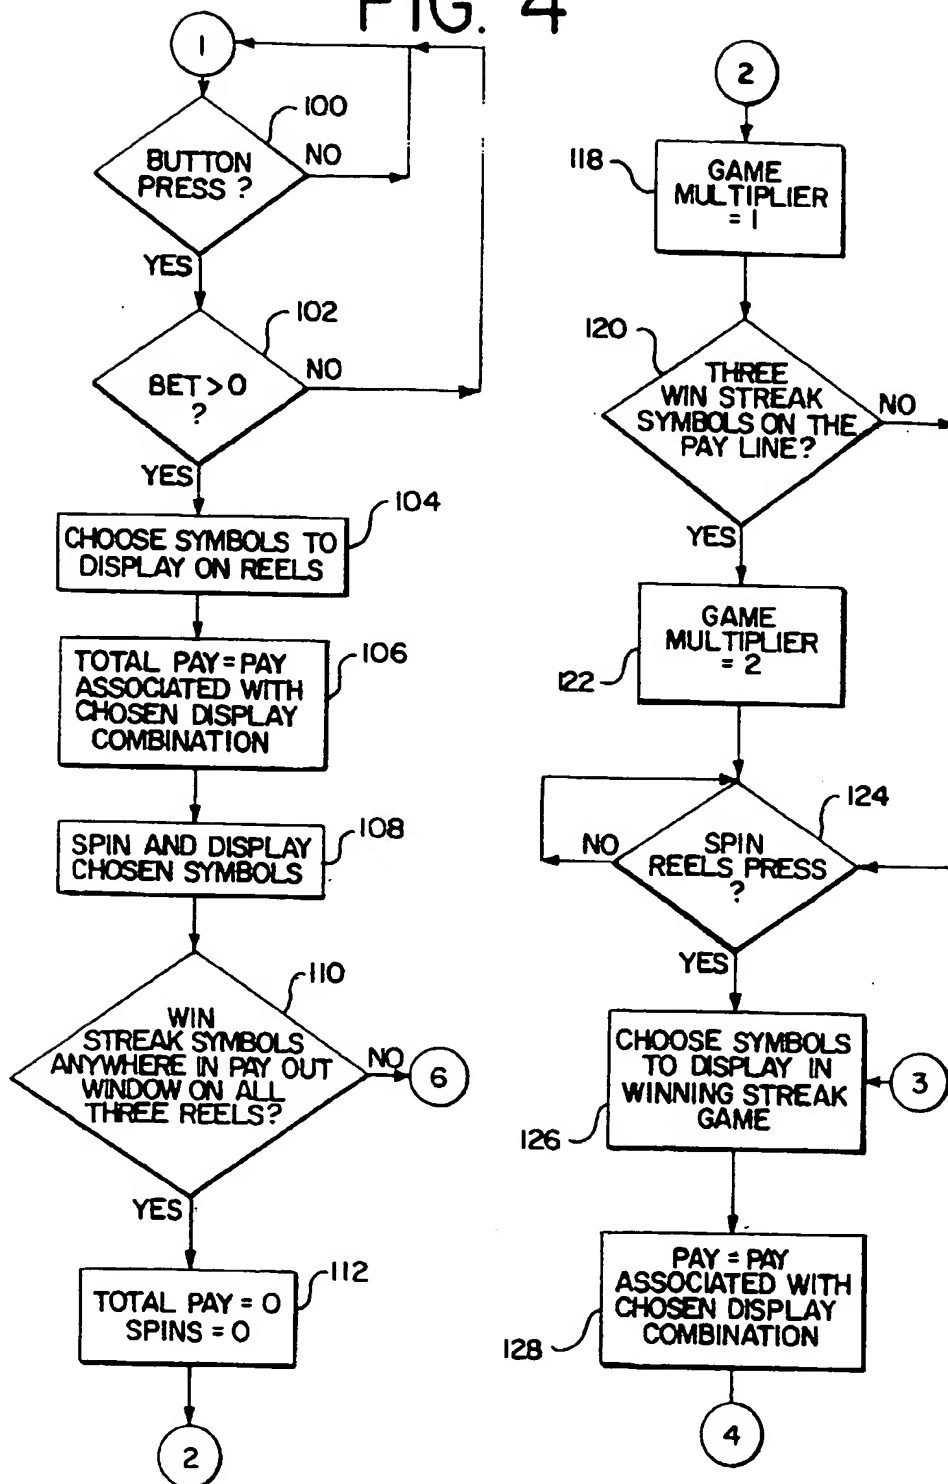 FIG. 4
1
100
BUTTON
PRESS ?
NO
YES
102
BET > 0
?
NO
YES
104
CHOOSE SYMBOLS TO
DISPLAY ON REELS
106
TOTAL PAY = PAY
ASSOCIATED WITH
CHOSEN DISPLAY
COMBINATION
108
SPIN AND DISPLAY
CHOSEN SYMBOLS
110
WIN
STREAK SYMBOLS
ANYWHERE IN PAY OUT
WINDOW ON ALL
THREE REELS?
NO
6
YES
112
TOTAL PAY = 0
SPINS = 0
2
2
118
GAME
MULTIPLIER
= 1
120
THREE
WIN STREAK
SYMBOLS ON THE
PAY LINE?
NO
YES
122
GAME
MULTIPLIER
= 2
124
SPIN
REELS PRESS
?
NO
YES
126
CHOOSE SYMBOLS
TO DISPLAY IN
WINNING STREAK
GAME
3
128
PAY = PAY
ASSOCIATED WITH
CHOSEN DISPLAY
COMBINATION
4